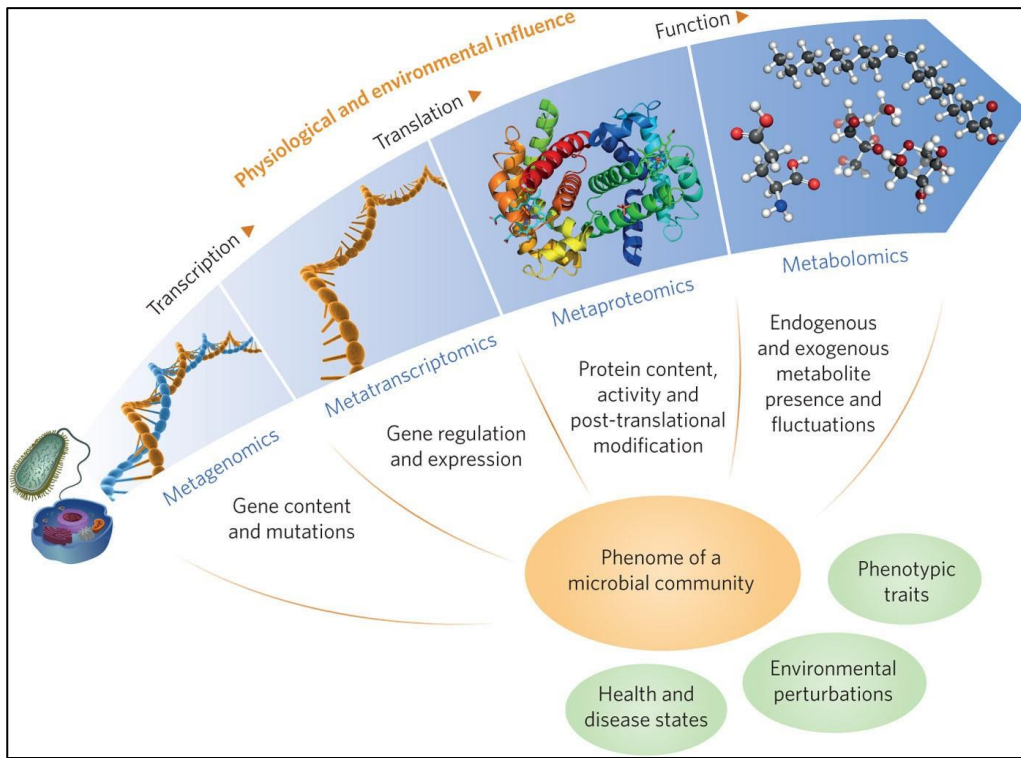 Physiological and environmental influence
Transcription
Translation
Function
Metagenomics
Metatranscriptomics
Metaproteomics
Metabolomics
Gene content
and mutations
Gene regulation
and expression
Protein content,
activity and
post-translational
modification
Endogenous
and exogenous
metabolite
presence and
fluctuations
Phenome of a
microbial community
Phenotypic
traits
Environmental
perturbations
Health and
disease states